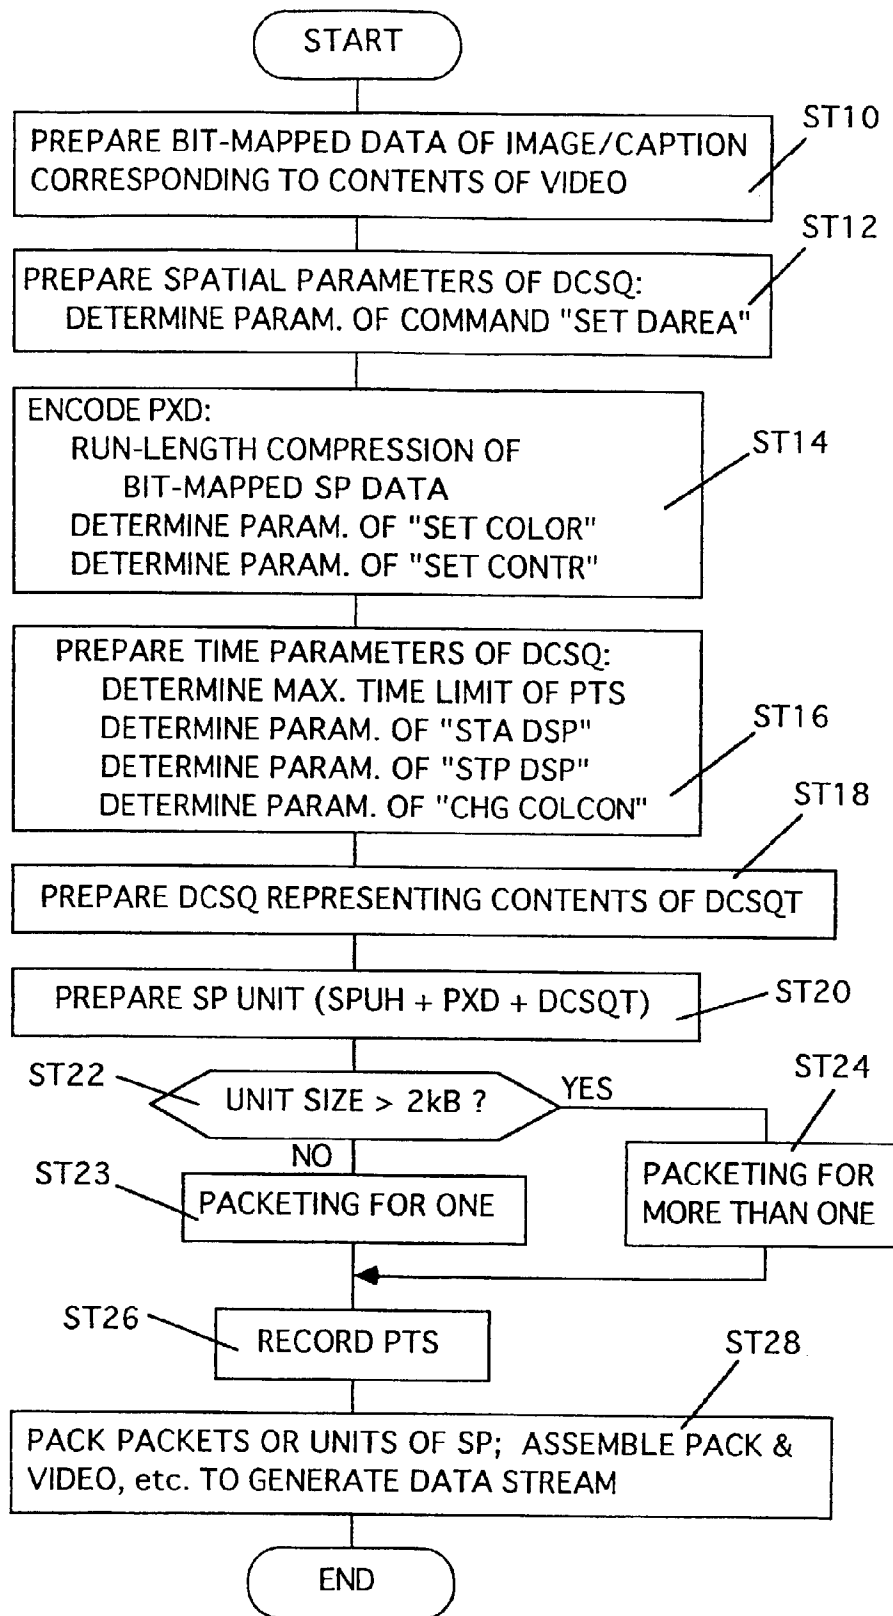 START
ST10
PREPARE BIT-MAPPED DATA OF IMAGE/CAPTION
CORRESPONDING TO CONTENTS OF VIDEO
ST12
PREPARE SPATIAL PARAMETERS OF DCSQ:
DETERMINE PARAM. OF COMMAND "SET DAREA"
ENCODE PXD:
RUN-LENGTH COMPRESSION OF
BIT-MAPPED SP DATA
DETERMINE PARAM. OF "SET COLOR"
DETERMINE PARAM. OF "SET CONTR"
ST14
PREPARE TIME PARAMETERS OF DCSQ:
DETERMINE MAX. TIME LIMIT OF PTS
DETERMINE PARAM. OF "STA DSP"
DETERMINE PARAM. OF "STP DSP"
DETERMINE PARAM. OF "CHG COLCON"
ST16
ST18
PREPARE DCSQ REPRESENTING CONTENTS OF DCSQT
PREPARE SP UNIT (SPUH + PXD + DCSQT)
ST20
ST22
UNIT SIZE > 2kB ?
YES
ST24
NO
ST23
PACKETING FOR ONE
PACKETING FOR
MORE THAN ONE
ST26
RECORD PTS
ST28
PACK PACKETS OR UNITS OF SP; ASSEMBLE PACK &
VIDEO, etc. TO GENERATE DATA STREAM
END